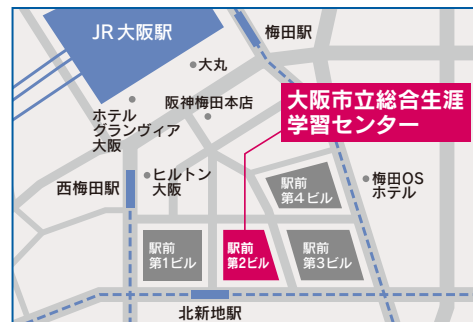 JR大阪駅
梅田駅
大丸
ホテル
グランヴィア
大阪
阪神梅田本店
大阪市立総合生涯
学習センター
西梅田駅
ヒルトン
大阪
駅前
第4ビル
梅田OS
ホテル
駅前
第1ビル
駅前
第2ビル
駅前
第3ビル
北新地駅